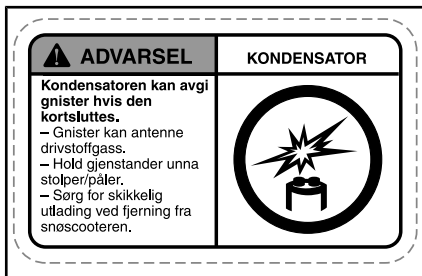 ADVARSEL
KONDENSATOR
Kondensatoren kan avgi
gnister hvis den
kortsluttes.
– Gnister kan antenne
drivstoffgass.
– Hold gjenstander unna
stolper/påler.
– Sørg for skikkelig
utlading ved fjerning fra
snøscooteren.